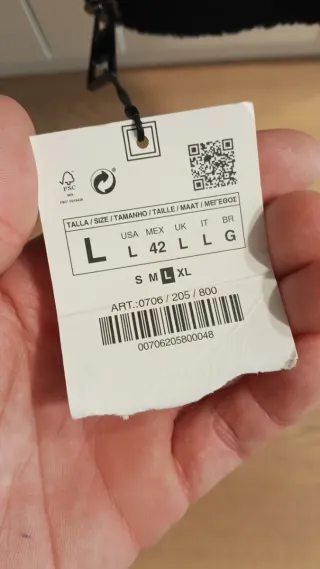 FSC
TALLA / SIZE / TAMANHO / TAILLE / MAAT / ΜΕΓΕΘΟΣ
L
USA MEX UK IT BR
L 42 L L G
S M L XL
ART.:0706 / 205 / 800
00706205800048